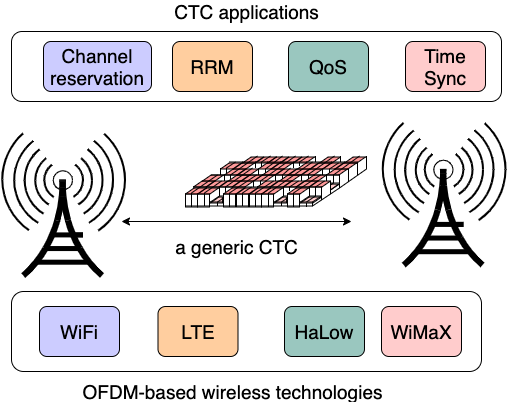 CTC applications
Channel
reservation
RRM
QoS
Time
Sync
a generic CTC
WiFi
LTE
HaLow
WiMaX
OFDM-based wireless technologies